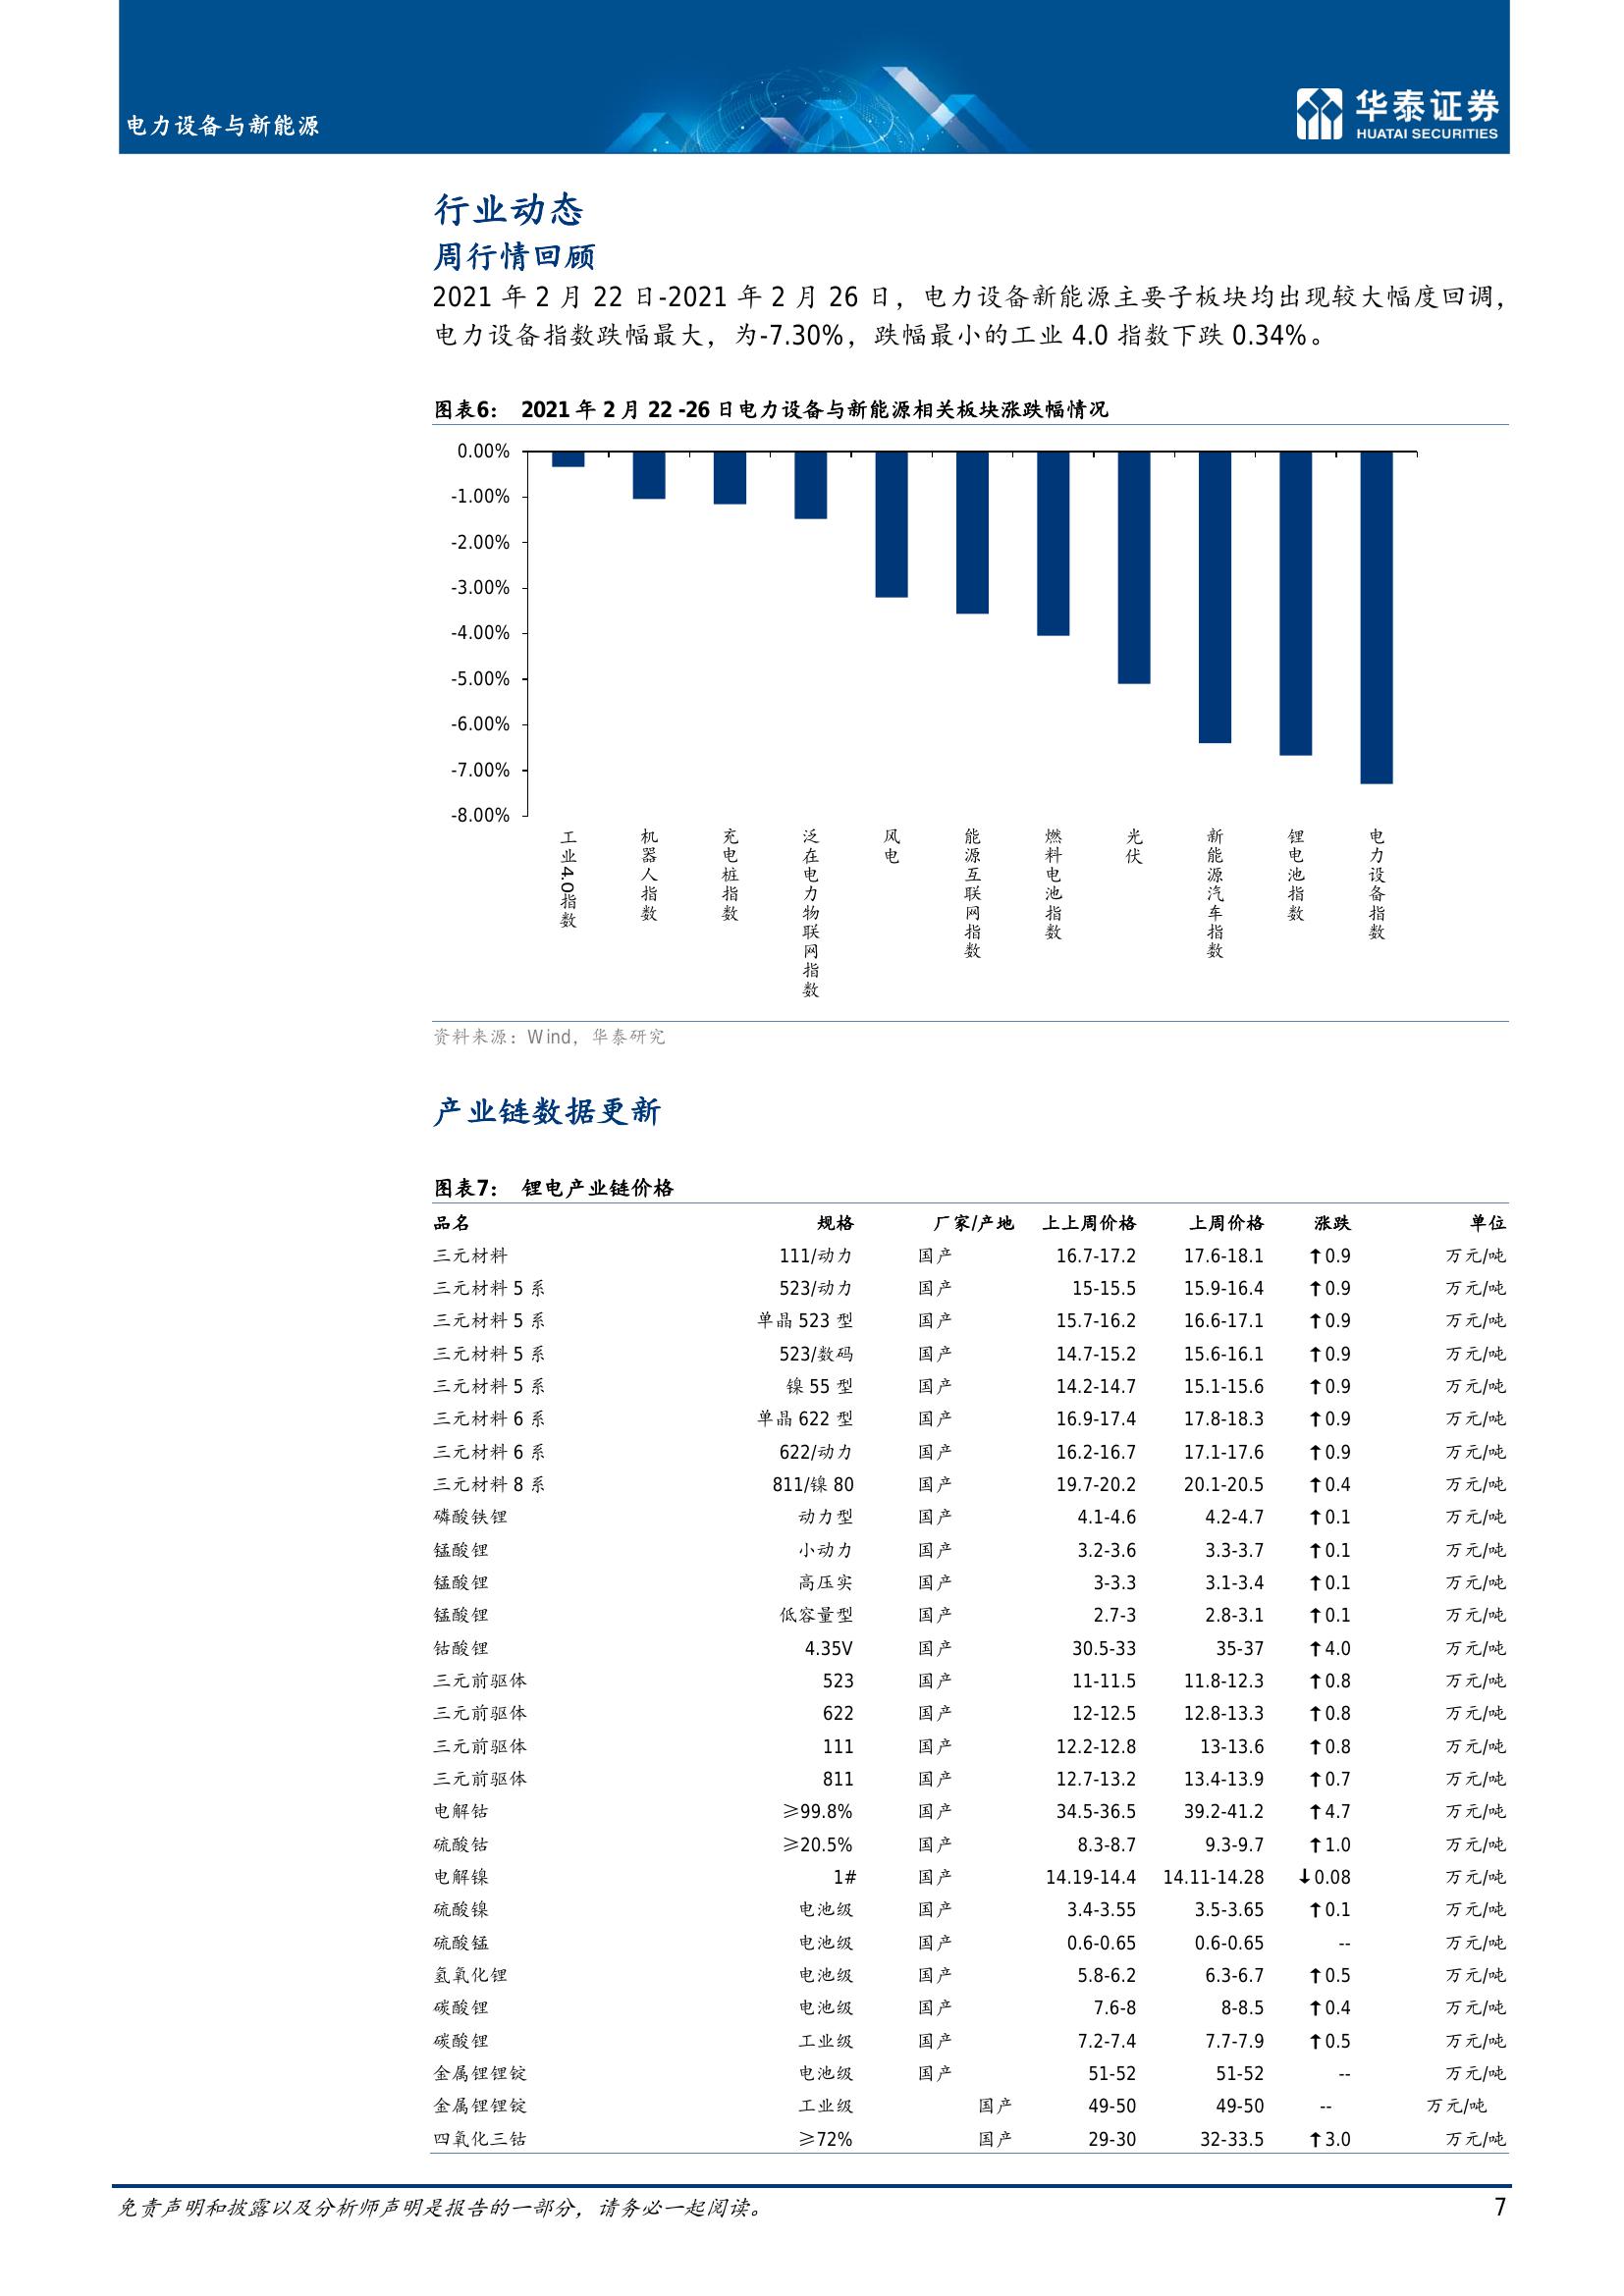 电力设备与新能源
华泰证券
HUATAI SECURITIES
行业动态
周行情回顾
2021 年 2 月 22 日-2021 年 2 月 26 日，电力设备新能源主要子板块均出现较大幅度回调，
电力设备指数跌幅最大，为-7.30%，跌幅最小的工业 4.0 指数下跌 0.34%。
图表6： 2021 年 2 月 22 -26 日电力设备与新能源相关板块涨跌幅情况
0.00%
-1.00%
-2.00%
-3.00%
-4.00%
-5.00%
-6.00%
-7.00%
-8.00%
工业4.0指数
机器人指数
充电桩指数
泛在电力物联网指数
风电
能源互联网指数
燃料电池指数
光伏
新能源汽车指数
锂电池指数
电力设备指数
资料来源：Wind，华泰研究
产业链数据更新
图表7： 锂电产业链价格
品名 规格 厂家/产地 上上周价格 上周价格 涨跌 单位
三元材料 111/动力 国产 16.7-17.2 17.6-18.1 ↑0.9 万元/吨
三元材料 5 系 523/动力 国产 15-15.5 15.9-16.4 ↑0.9 万元/吨
三元材料 5 系 单晶 523 型 国产 15.7-16.2 16.6-17.1 ↑0.9 万元/吨
三元材料 5 系 523/数码 国产 14.7-15.2 15.6-16.1 ↑0.9 万元/吨
三元材料 5 系 镍 55 型 国产 14.2-14.7 15.1-15.6 ↑0.9 万元/吨
三元材料 6 系 单晶 622 型 国产 16.9-17.4 17.8-18.3 ↑0.9 万元/吨
三元材料 6 系 622/动力 国产 16.2-16.7 17.1-17.6 ↑0.9 万元/吨
三元材料 8 系 811/镍 80 国产 19.7-20.2 20.1-20.5 ↑0.4 万元/吨
磷酸铁锂 动力型 国产 4.1-4.6 4.2-4.7 ↑0.1 万元/吨
锰酸锂 小动力 国产 3.2-3.6 3.3-3.7 ↑0.1 万元/吨
锰酸锂 高压实 国产 3-3.3 3.1-3.4 ↑0.1 万元/吨
锰酸锂 低容量型 国产 2.7-3 2.8-3.1 ↑0.1 万元/吨
钴酸锂 4.35V 国产 30.5-33 35-37 ↑4.0 万元/吨
三元前驱体 523 国产 11-11.5 11.8-12.3 ↑0.8 万元/吨
三元前驱体 622 国产 12-12.5 12.8-13.3 ↑0.8 万元/吨
三元前驱体 111 国产 12.2-12.8 13-13.6 ↑0.8 万元/吨
三元前驱体 811 国产 12.7-13.2 13.4-13.9 ↑0.7 万元/吨
电解钴 ≥99.8% 国产 34.5-36.5 39.2-41.2 ↑4.7 万元/吨
硫酸钴 ≥20.5% 国产 8.3-8.7 9.3-9.7 ↑1.0 万元/吨
电解镍 1# 国产 14.19-14.4 14.11-14.28 ↓0.08 万元/吨
硫酸镍 电池级 国产 3.4-3.55 3.5-3.65 ↑0.1 万元/吨
硫酸锰 电池级 国产 0.6-0.65 0.6-0.65 -- 万元/吨
氢氧化锂 电池级 国产 5.8-6.2 6.3-6.7 ↑0.5 万元/吨
碳酸锂 电池级 国产 7.6-8 8-8.5 ↑0.4 万元/吨
碳酸锂 工业级 国产 7.2-7.4 7.7-7.9 ↑0.5 万元/吨
金属锂锂锭 电池级 国产 51-52 51-52 -- 万元/吨
金属锂锂锭 工业级 国产 49-50 49-50 -- 万元/吨
四氧化三钴 ≥72% 国产 29-30 32-33.5 ↑3.0 万元/吨
免责声明和披露以及分析师声明是报告的一部分，请务必一起阅读。 7